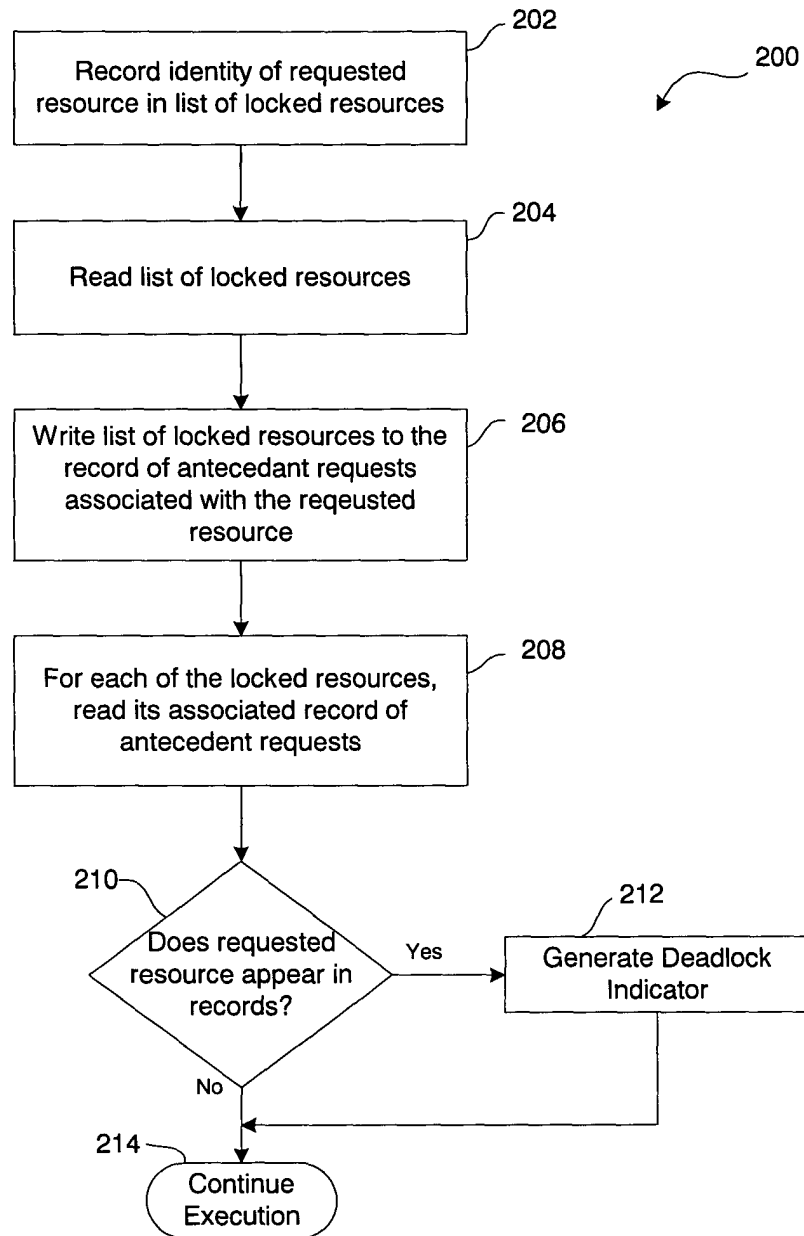 202
Record identity of requested
resource in list of locked resources
200
204
Read list of locked resources
206
Write list of locked resources to the
record of antecedant requests
associated with the reqeusted
resource
208
For each of the locked resources,
read its associated record of
antecedent requests
210
Does requested
resource appear in
records?
Yes
212
Generate Deadlock
Indicator
No
214
Continue
Execution